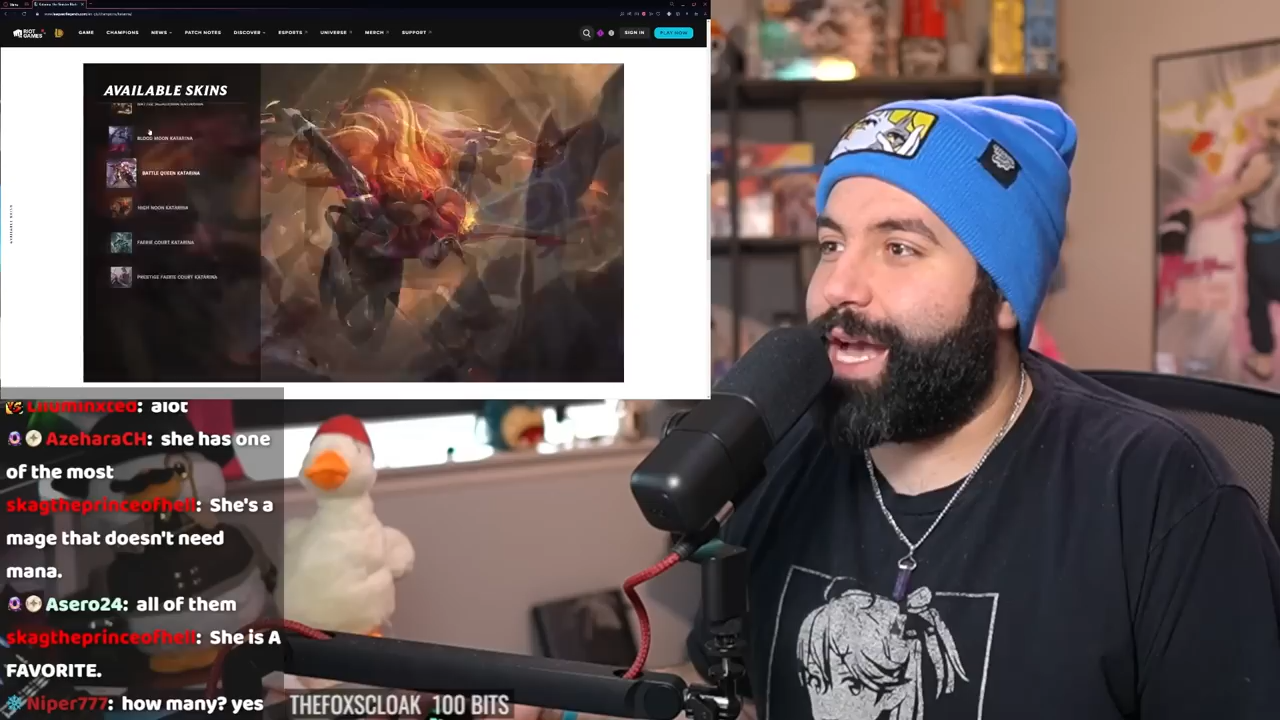 RIOT GAMES
GAME CHAMPIONS NEWS PATCH NOTES DISCOVER ESPORTS UNIVERSE MERCH SUPPORT SIGN IN PLAY NOW
AVAILABLE SKINS
BLOOD MOON KATARINA
BATTLE QUEEN KATARINA
HIGH NOON KATARINA
FAERIE COURT KATARINA
PRESTIGE FAERIE COURT KATARINA
alot
AzeharaCH: she has one
of the most
skagtheprinceofhell: She's a
mage that doesn't need
mana.
Asero24: all of them
skagtheprinceofhell: She is A
FAVORITE.
Niper777: how many? yes
THEFOXSCLOAK 100 BITS